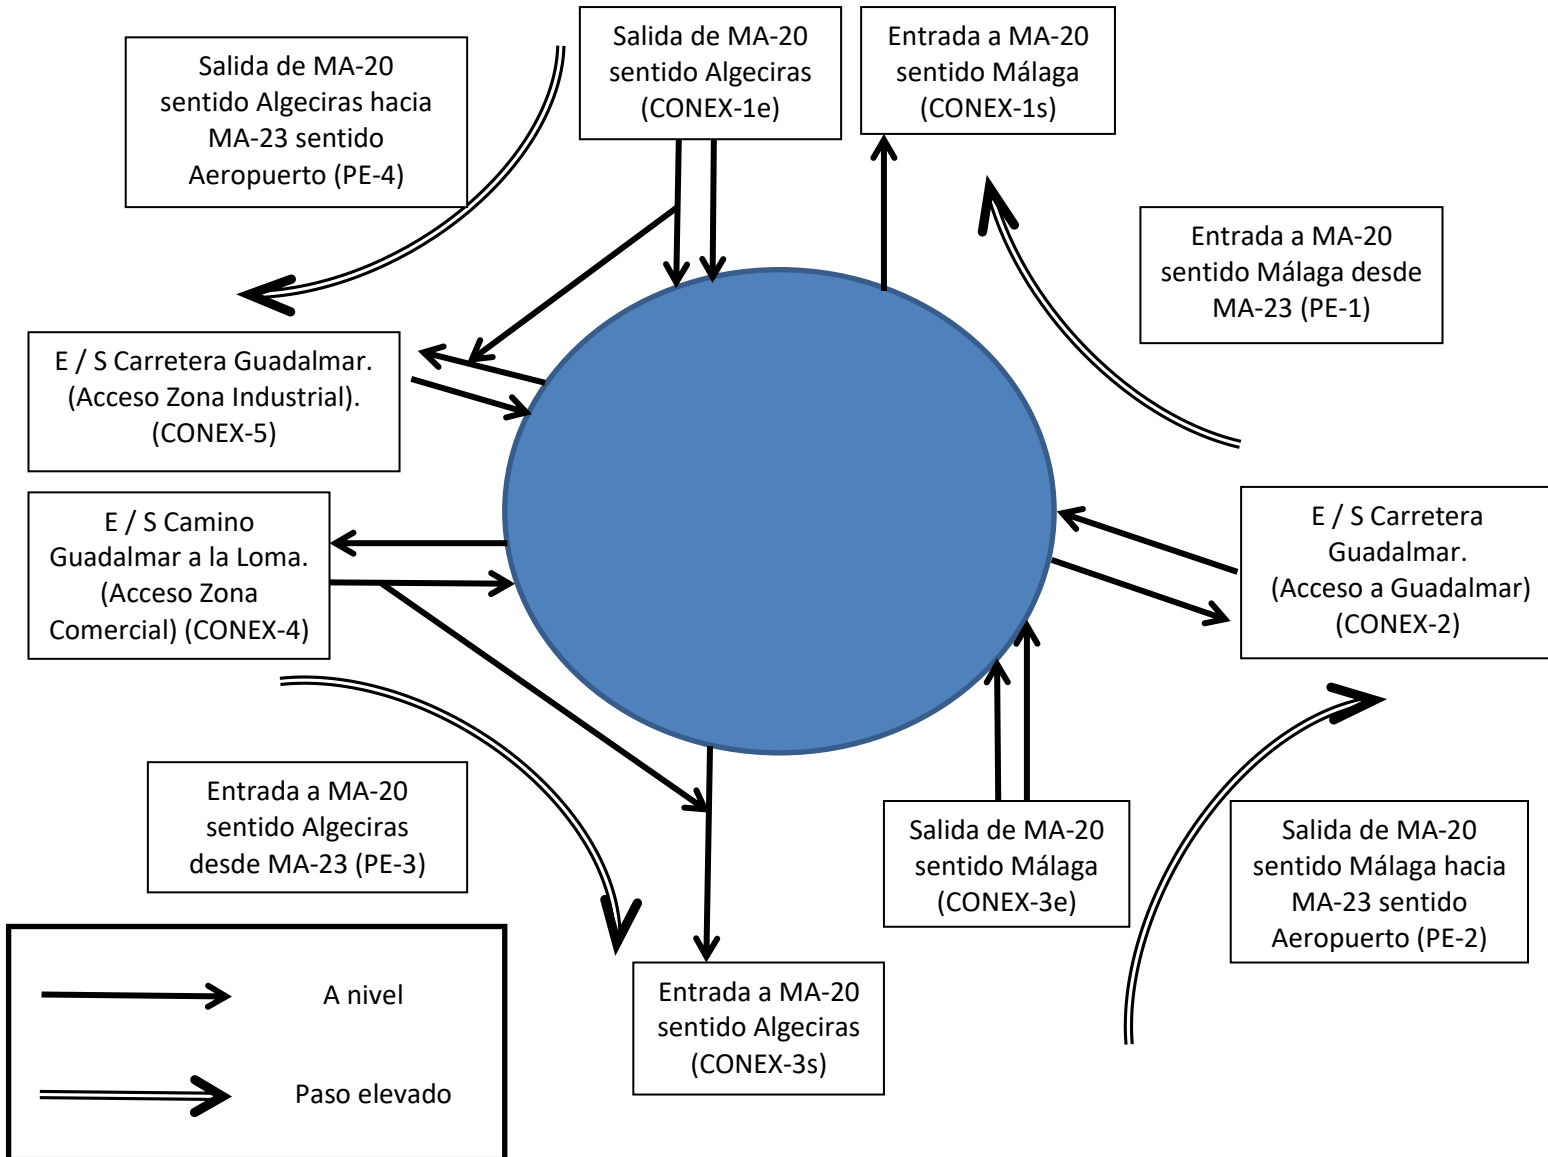 Salida de MA-20
sentido Algeciras hacia
MA-23 sentido
Aeropuerto (PE-4)
Salida de MA-20
sentido Algeciras
(CONEX-1e)
Entrada a MA-20
sentido Málaga
(CONEX-1s)
Entrada a MA-20
sentido Málaga desde
MA-23 (PE-1)
E / S Carretera Guadalmar.
(Acceso Zona Industrial).
(CONEX-5)
E / S Camino
Guadalmar a la Loma.
(Acceso Zona
Comercial) (CONEX-4)
E / S Carretera
Guadalmar.
(Acceso a Guadalmar)
(CONEX-2)
Entrada a MA-20
sentido Algeciras
desde MA-23 (PE-3)
Salida de MA-20
sentido Málaga
(CONEX-3e)
Salida de MA-20
sentido Málaga hacia
MA-23 sentido
Aeropuerto (PE-2)
Entrada a MA-20
sentido Algeciras
(CONEX-3s)
A nivel
Paso elevado